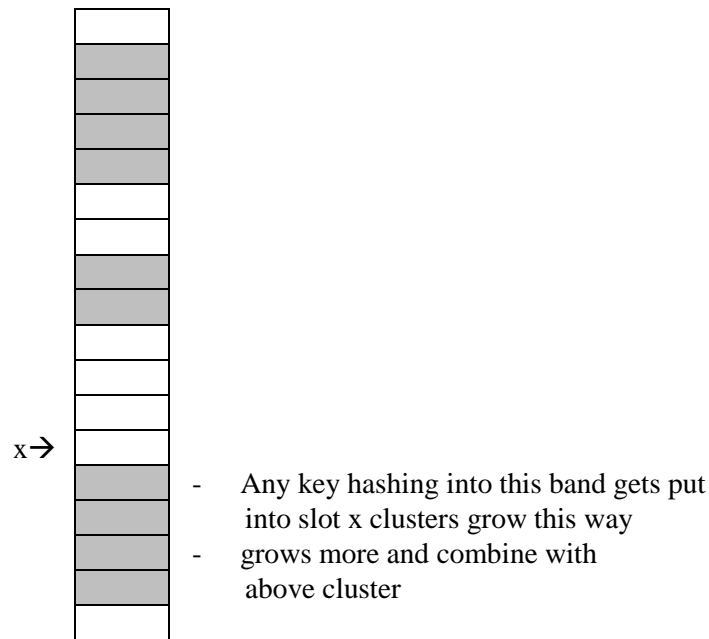 x→
- Any key hashing into this band gets put
into slot x clusters grow this way
- grows more and combine with
above cluster